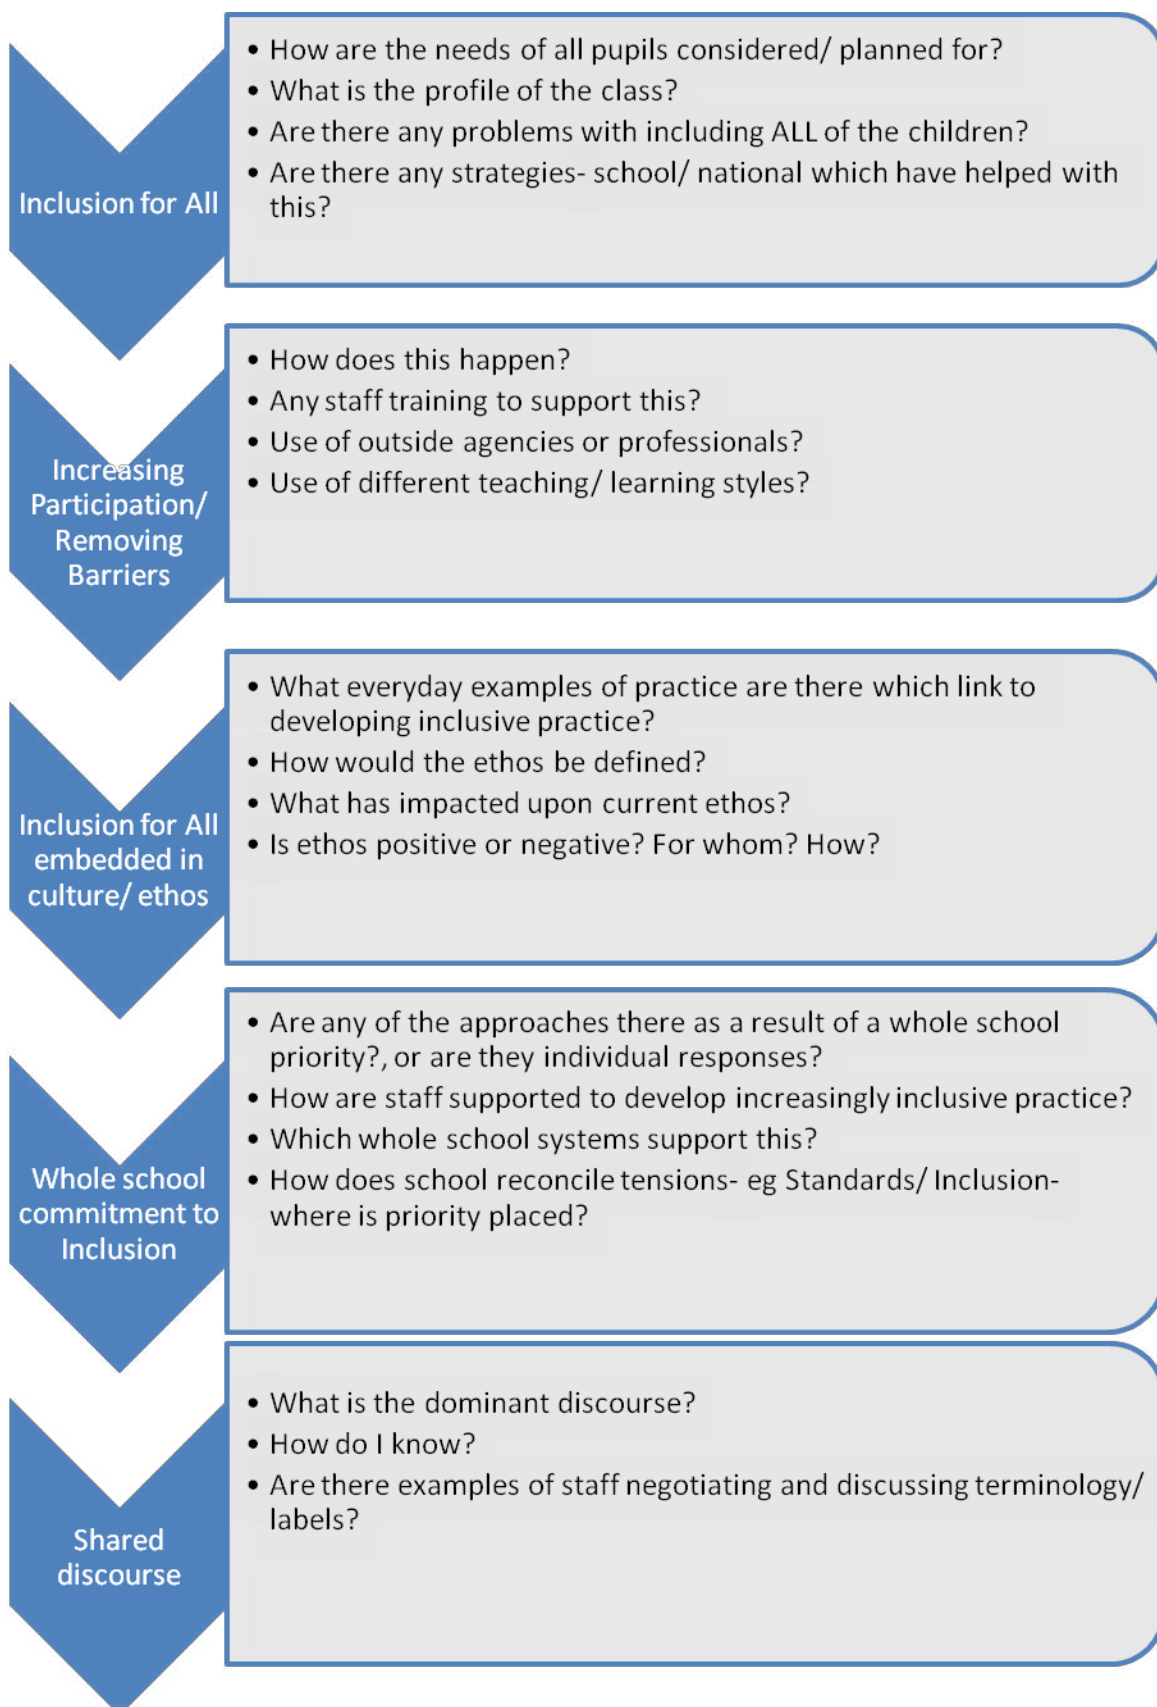 Inclusion for All
• How are the needs of all pupils considered/ planned for?
• What is the profile of the class?
• Are there any problems with including ALL of the children?
• Are there any strategies- school/ national which have helped with
this?
Increasing
Participation/
Removing
Barriers
• How does this happen?
• Any staff training to support this?
• Use of outside agencies or professionals?
• Use of different teaching/ learning styles?
Inclusion for All
embedded in
culture/ ethos
• What everyday examples of practice are there which link to
developing inclusive practice?
• How would the ethos be defined?
• What has impacted upon current ethos?
• Is ethos positive or negative? For whom? How?
Whole school
commitment to
Inclusion
• Are any of the approaches there as a result of a whole school
priority?, or are they individual responses?
• How are staff supported to develop increasingly inclusive practice?
• Which whole school systems support this?
• How does school reconcile tensions- eg Standards/ Inclusion-
where is priority placed?
Shared
discourse
• What is the dominant discourse?
• How do I know?
• Are there examples of staff negotiating and discussing terminology/
labels?